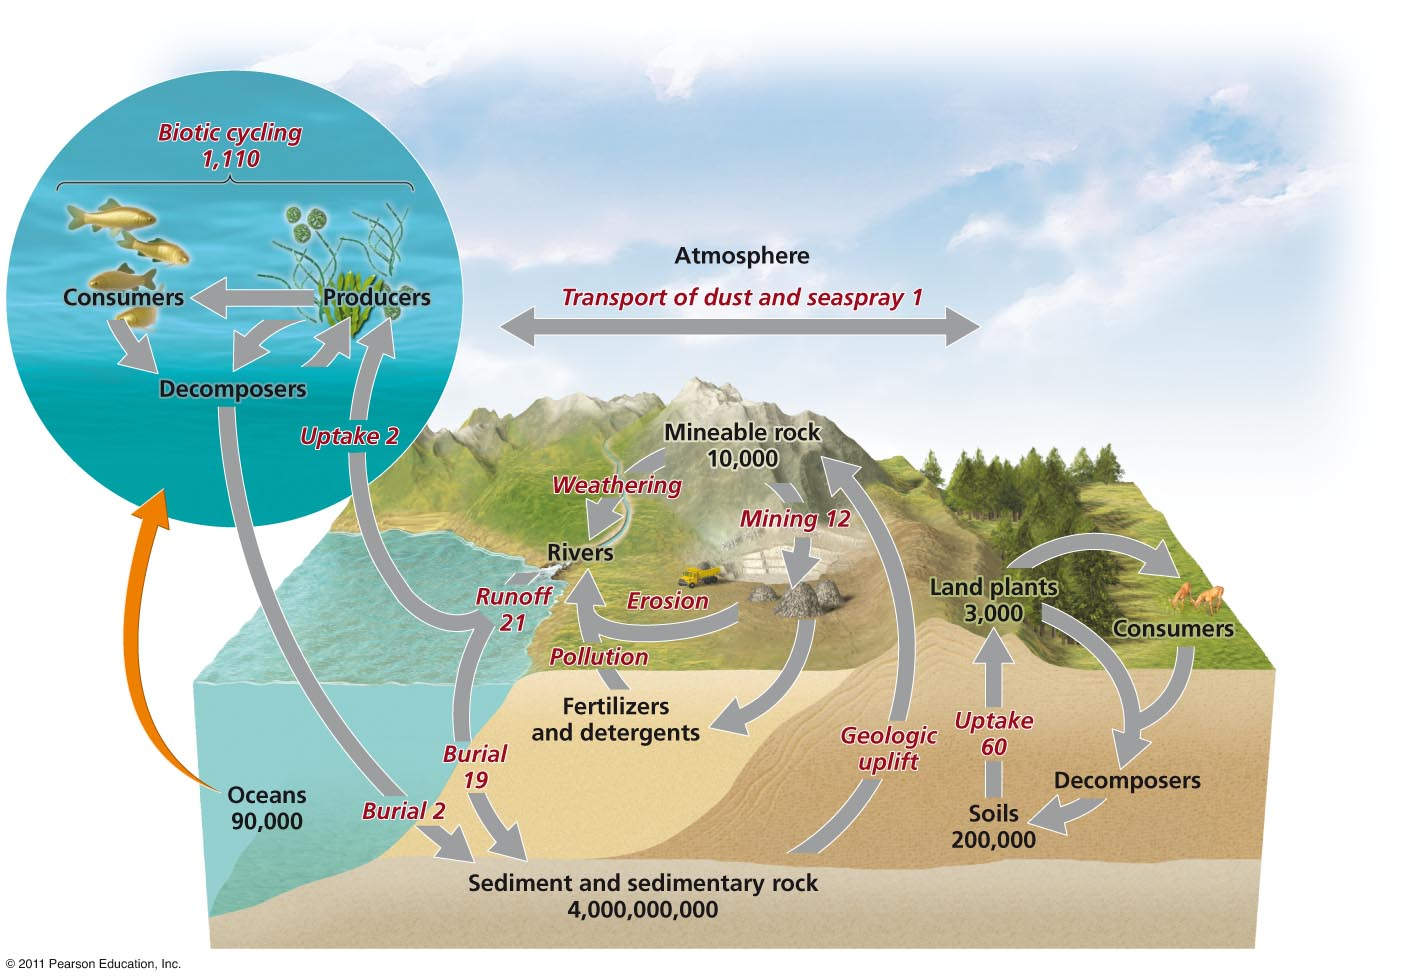 Biotic cycling
1,110
Consumers
Producers
Decomposers
Uptake 2
Atmosphere
Transport of dust and seaspray 1
Mineable rock
10,000
Weathering
Mining 12
Rivers
Runoff
21
Erosion
Pollution
Fertilizers
and detergents
Land plants
3,000
Consumers
Geologic
uplift
Uptake
60
Decomposers
Soils
200,000
Burial
19
Burial 2
Oceans
90,000
Sediment and sedimentary rock
4,000,000,000
© 2011 Pearson Education, Inc.